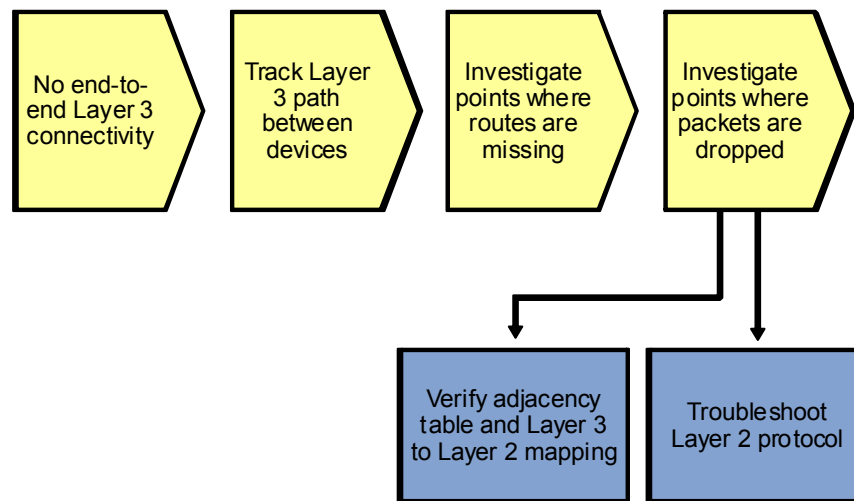 No end-to-
end Layer 3
connectivity
Track Layer
3 path
between
devices
Investigate
points where
routes are
missing
Investigate
points where
packets are
dropped
Verify adjacency
table and Layer 3
to Layer 2 mapping
Troubleshoot
Layer 2 protocol